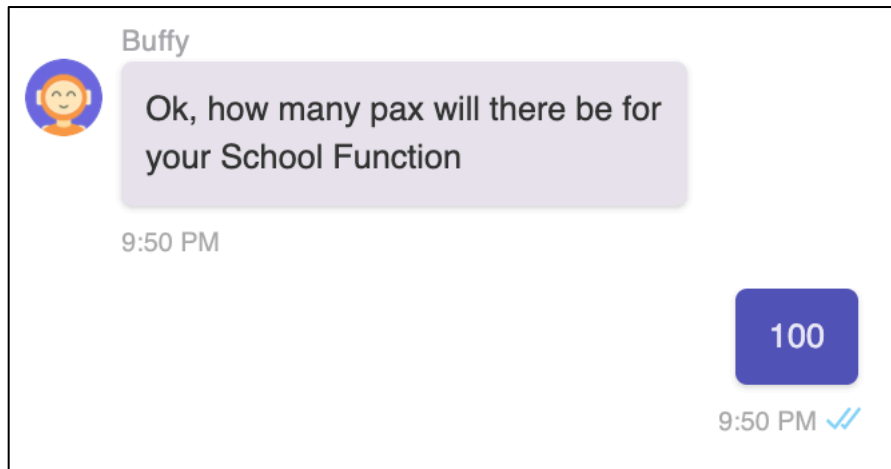 Buffy
Ok, how many pax will there be for
your School Function
9:50 PM
100
9:50 PM